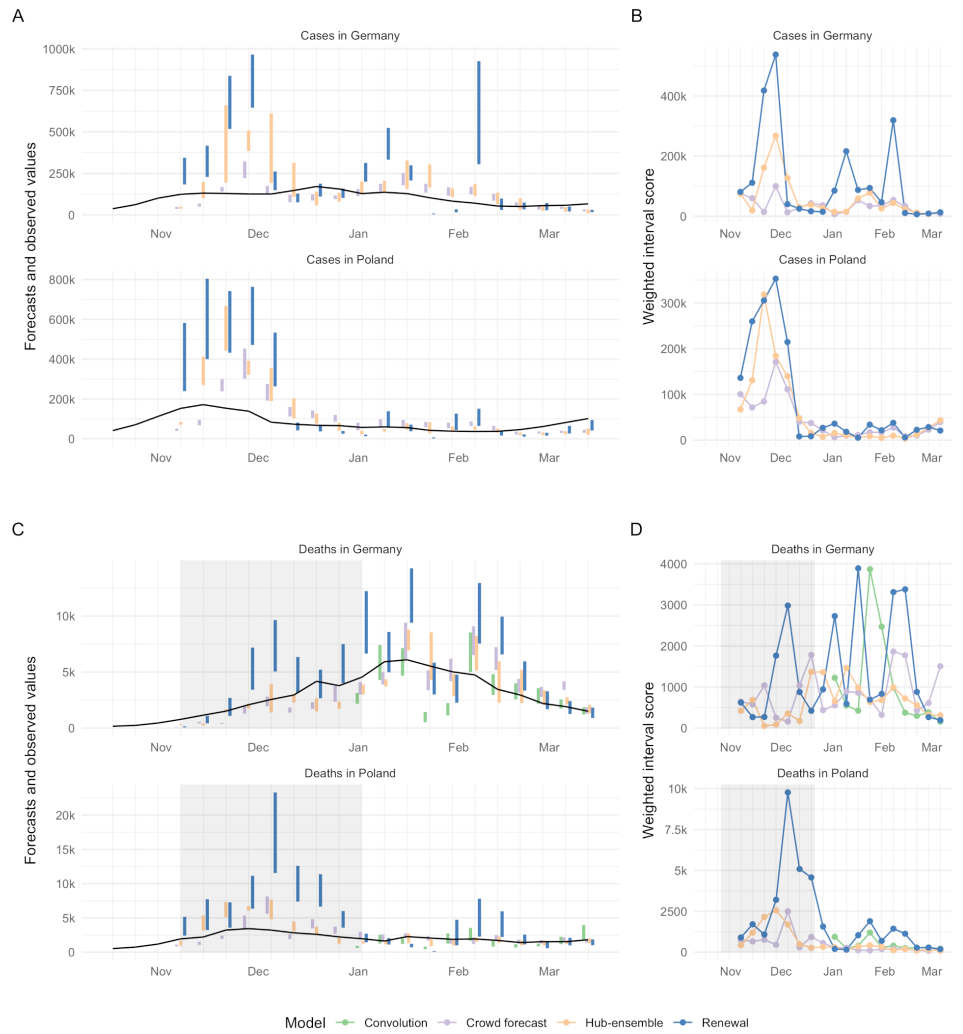 A
B
Cases in Germany
Cases in Germany
1000k
750k
500k
250k
0
Nov
Dec
Jan
Feb
Mar
400k
200k
0
Nov
Dec
Jan
Feb
Mar
Forecasts and observed values
Weighted interval score
Cases in Poland
Cases in Poland
800k
600k
400k
200k
0
Nov
Dec
Jan
Feb
Mar
300k
200k
100k
0
Nov
Dec
Jan
Feb
Mar
C
D
Deaths in Germany
Deaths in Germany
10k
5k
0
Nov
Dec
Jan
Feb
Mar
4000
3000
2000
1000
0
Nov
Dec
Jan
Feb
Mar
Forecasts and observed values
Weighted interval score
Deaths in Poland
Deaths in Poland
20k
15k
10k
5k
0
Nov
Dec
Jan
Feb
Mar
10k
7.5k
5k
2500
0
Nov
Dec
Jan
Feb
Mar
Model Convolution Crowd forecast Hub-ensemble Renewal